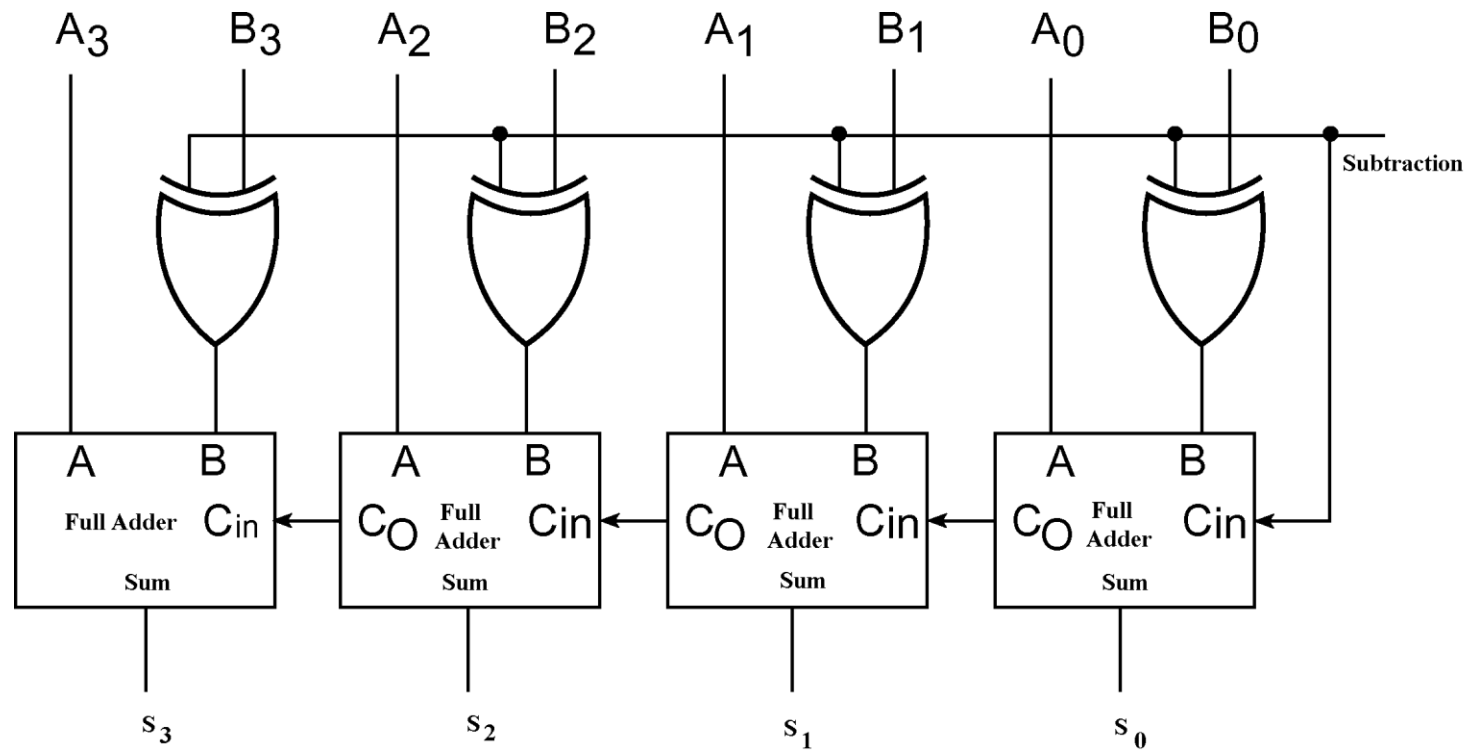 A3 B3 A2 B2 A1 B1 A0 B0
Subtraction
A B A B A B A B
Full Adder Cin CO Full Adder Cin CO Full Adder Cin CO Full Adder Cin
Sum Sum Sum Sum
s3 s2 s1 s0